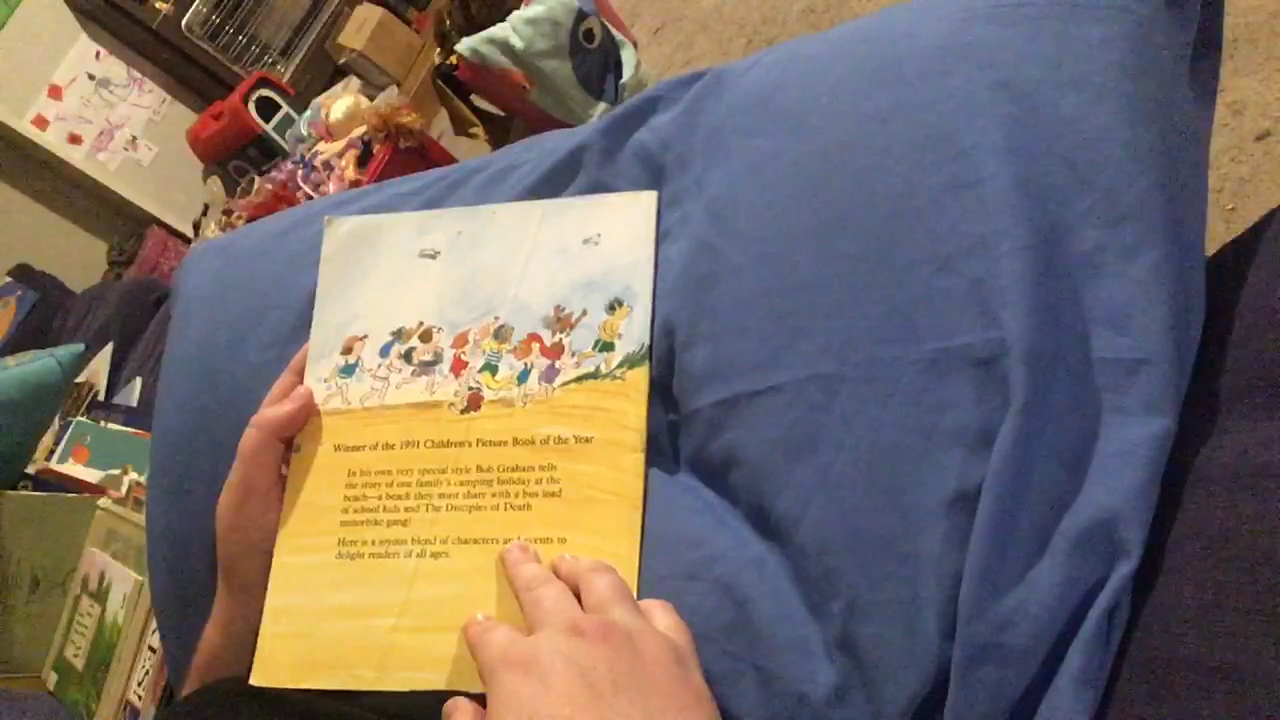 Winner of the 1991 Children's Picture Book of the Year
In his own very special style Bob Graham tells
the story of one family's camping holiday at the
beach—a beach they must share with a bus load
of school kids and The Disciples of Death
motorbike gang!
Here is a joyous blend of characters and events to
delight readers of all ages.